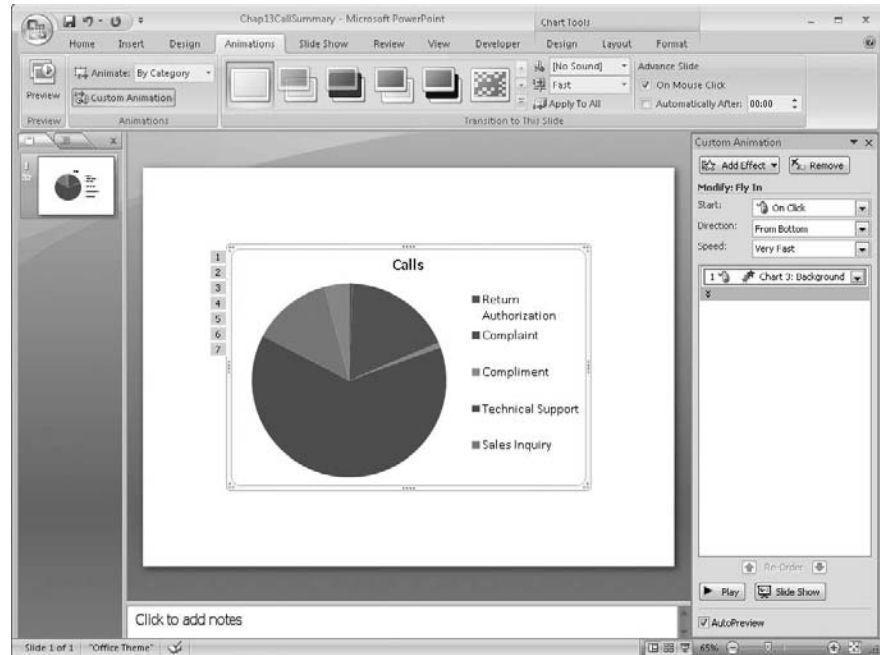 Chap13CallSummary - Microsoft PowerPoint
Chart Tools
Home Insert Design Animations Slide Show Review View Developer Design Layout Format
Preview
Animate: By Category
Custom Animation
[No Sound]
Fast
Apply To All
Advance Slide
On Mouse Click
Automatically After: 00:00
Preview
Animations
Transition to This Slide
1
Calls
1
2
3
4
5
6
7
Return
Authorization
Complaint
Compliment
Technical Support
Sales Inquiry
Custom Animation
Add Effect
Remove
Modify: Fly In
Start: On Click
Direction: From Bottom
Speed: Very Fast
1 Chart 3: Background
Re-Order
Play
Slide Show
AutoPreview
Click to add notes
Slide 1 of 1 "Office Theme" 65%